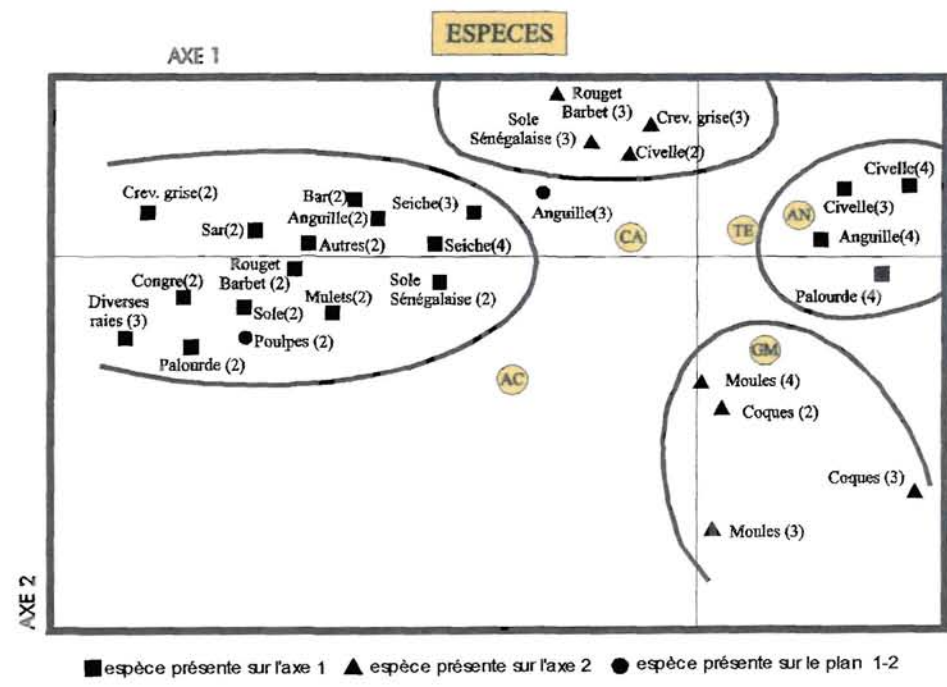 ESPECES
AXE 1
Rouget
Barbet (3)
Crev. grise(3)
Sole
Sénégalaise (3)
Civelle(2)
Civelle(4)
Civelle(3)
Anguille(4)
Palourde (4)
AN
TE
CA
Anguille(3)
Crev. grise(2)
Bar(2)
Anguille(2)
Seiche(3)
Sar(2)
Autres(2)
Seiche(4)
Rouget
Barbet (2)
Congre(2)
Sole
Sénégalaise (2)
Diverses
raies (3)
Sole(2)
Mulets(2)
Poulpes (2)
Palourde (2)
AC
GM
Moules (4)
Coques (2)
Coques (3)
Moules (3)
AXE 2
espèce présente sur l'axe 1
espèce présente sur l'axe 2
espèce présente sur le plan 1-2